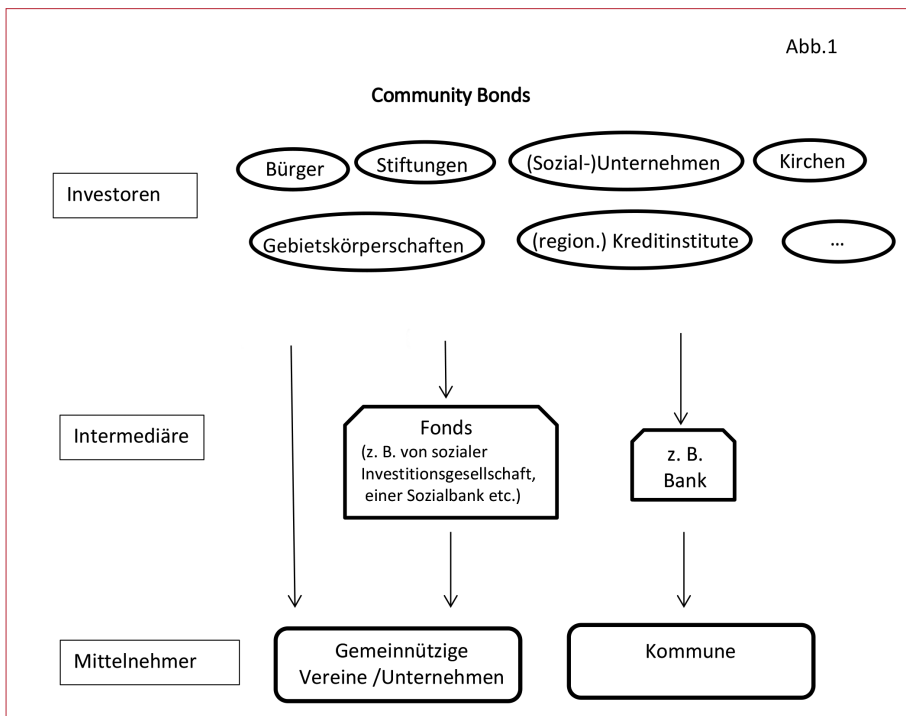 Abb.1
Community Bonds
Bürger
Stiftungen
(Sozial-)Unternehmen
Kirchen
Investoren
Gebietskörperschaften
(region.) Kreditinstitute
...
Intermediäre
Fonds
(z. B. von sozialer
Investitionsgesellschaft,
einer Sozialbank etc.)
z. B.
Bank
Mittelnehmer
Gemeinnützige
Vereine /Unternehmen
Kommune